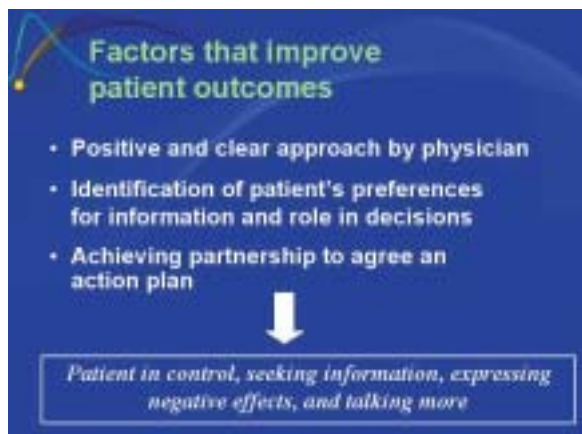 Factors that improve
patient outcomes
• Positive and clear approach by physician
• Identification of patient's preferences
for information and role in decisions
• Achieving partnership to agree an
action plan
Patient in control, seeking information, expressing
negative effects, and talking more